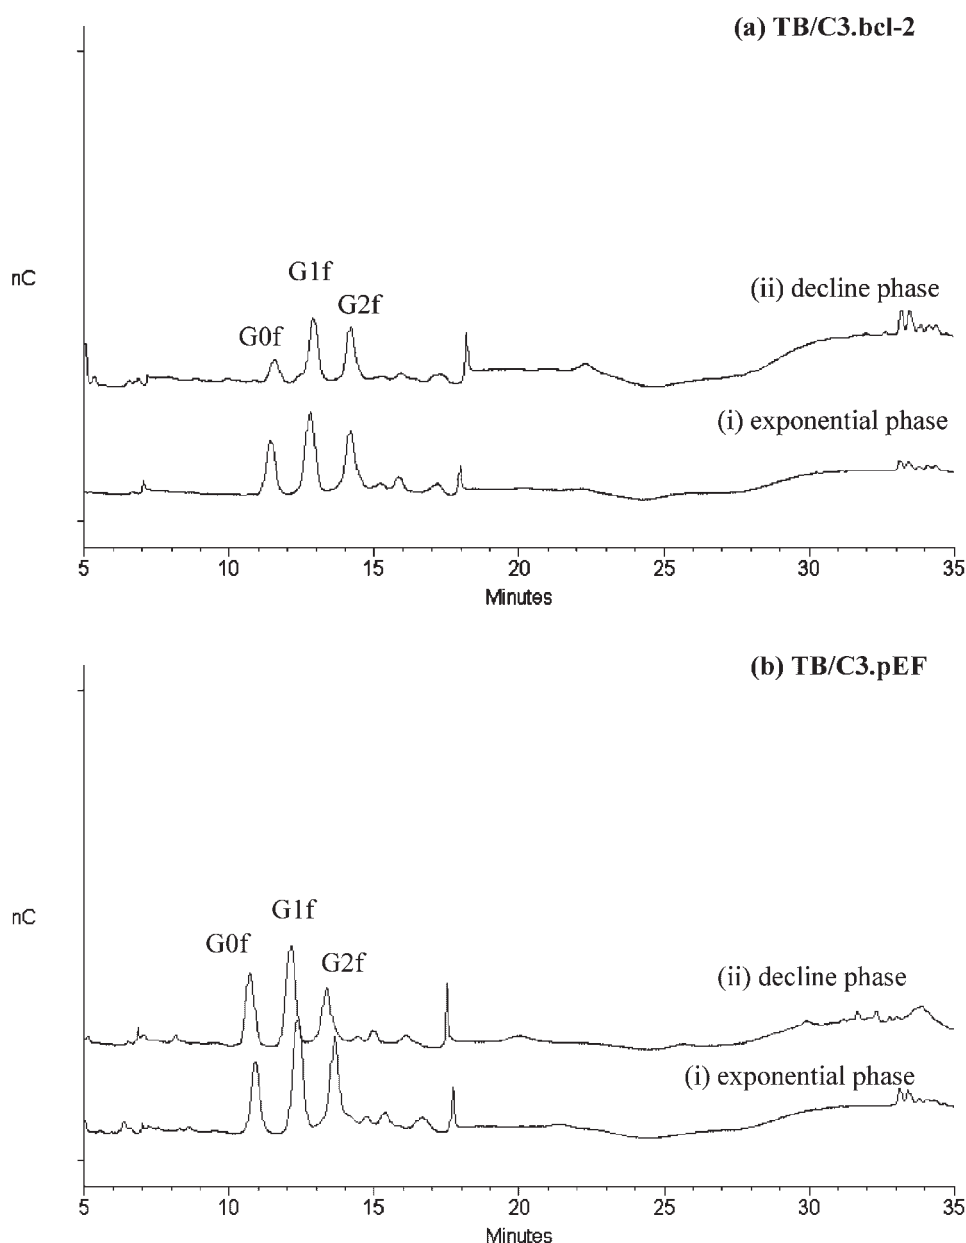 (a) TB/C3.bcl-2
nC
G1f
G2f
G0f
(ii) decline phase
(i) exponential phase
5 10 15 20 25 30 35
Minutes
(b) TB/C3.pEF
nC
G1f
G0f
G2f
(ii) decline phase
(i) exponential phase
5 10 15 20 25 30 35
Minutes